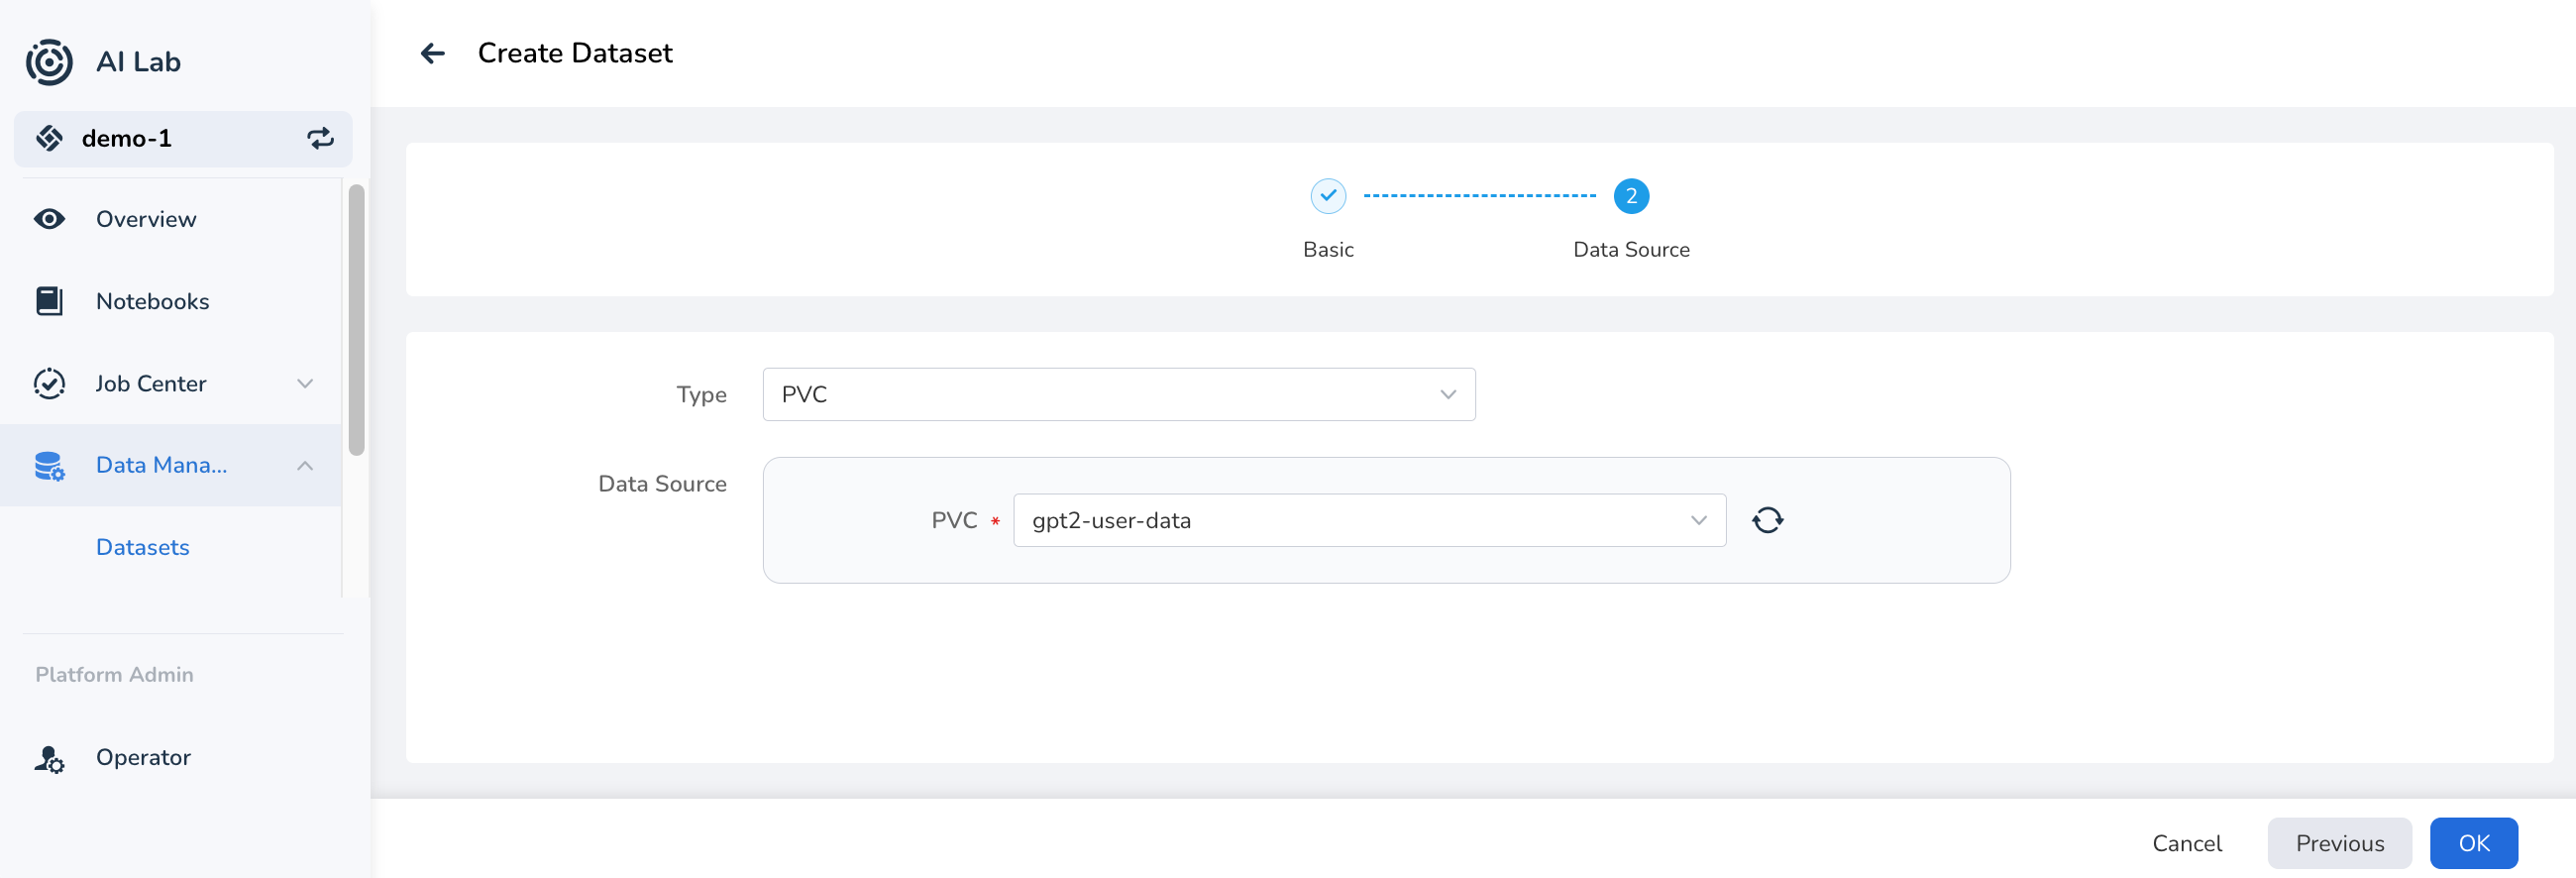 AI Lab
demo-1
Overview
Notebooks
Job Center
Data Mana...
Datasets
Platform Admin
Operator
Create Dataset
2
Basic
Data Source
Type
PVC
Data Source
PVC *
gpt2-user-data
Cancel
Previous
OK